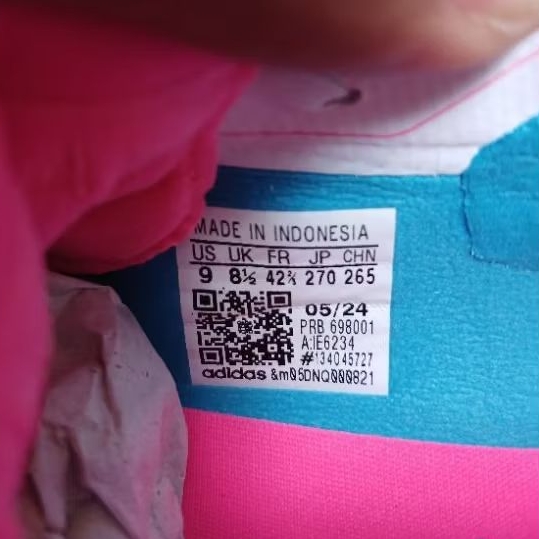 MADE IN INDONESIA
US UK FR JP CHN
9 8½ 42⅔ 270 265
05/24
PRB 698001
A:IE6234
#134045727
adidas &m05DNQ000821